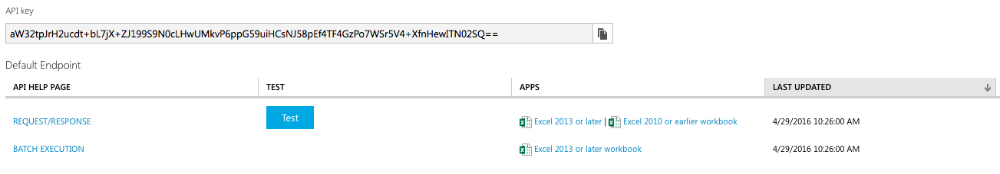 API key
aW32tpJrH2ucdt+bL7jX+ZJ199S9N0cLHwUMkvP6ppG59uiHCsNJ58pEf4TF4GzPo7WSr5V4+XfnHewITN02SQ==
Default Endpoint
API HELP PAGE TEST APPS LAST UPDATED
REQUEST/RESPONSE Test Excel 2013 or later | Excel 2010 or earlier workbook 4/29/2016 10:26:00 AM
BATCH EXECUTION Excel 2013 or later workbook 4/29/2016 10:26:00 AM